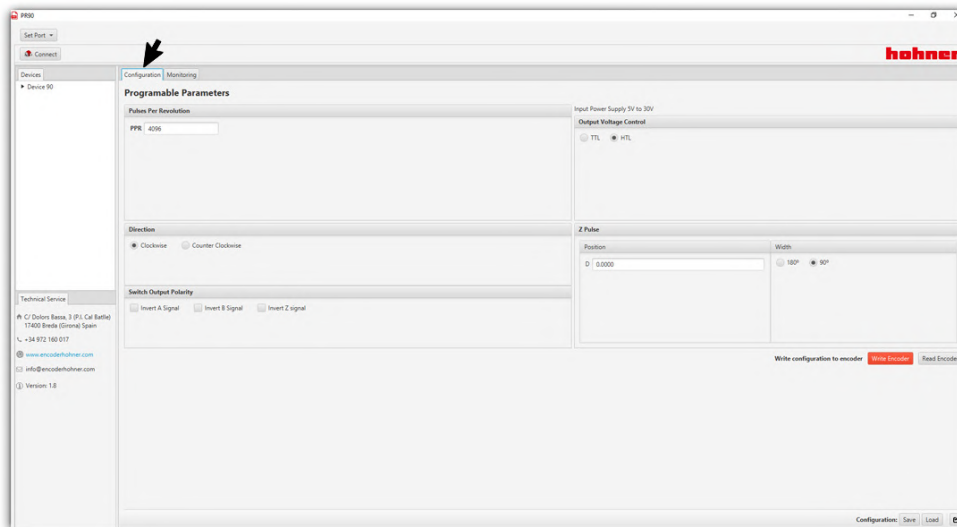 PR90
Set Port
Connect
hohner
Devices
Device 90
Configuration Monitoring
Programable Parameters
Pulses Per Revolution
PPR 4096
Input Power Supply 5V to 30V
Output Voltage Control
TTL HTL
Direction
Clockwise Counter Clockwise
Switch Output Polarity
Invert A Signal Invert B Signal Invert Z signal
Z Pulse
Position Width
D 0.0000 180º 90º
Write configuration to encoder Write Encoder Read Encode
Technical Service
C/ Dolors Bassa, 3 (P.I. Cal Batlle)
17400 Breda (Girona) Spain
+34 972 160 017
www.encoderhohner.com
info@encoderhohner.com
Version: 1.8
Configuration: Save Load